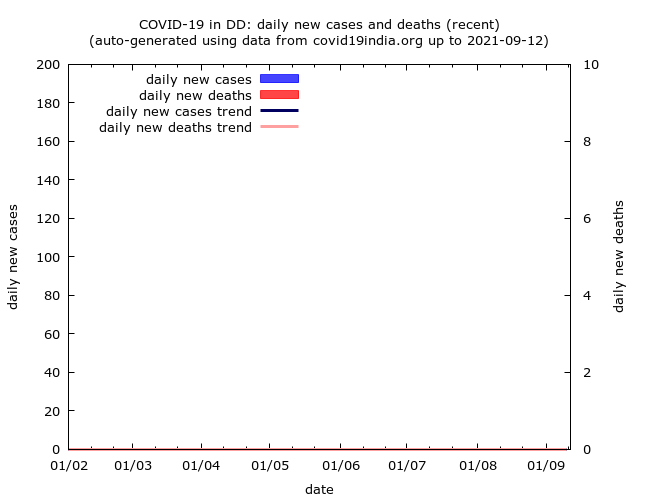 COVID-19 in DD: daily new cases and deaths (recent)
(auto-generated using data from covid19india.org up to 2021-09-12)
daily new cases
daily new deaths
daily new cases trend
daily new deaths trend
200
180
160
140
120
100
80
60
40
20
0
daily new cases
10
8
6
4
2
0
daily new deaths
01/02 01/03 01/04 01/05 01/06 01/07 01/08 01/09
date